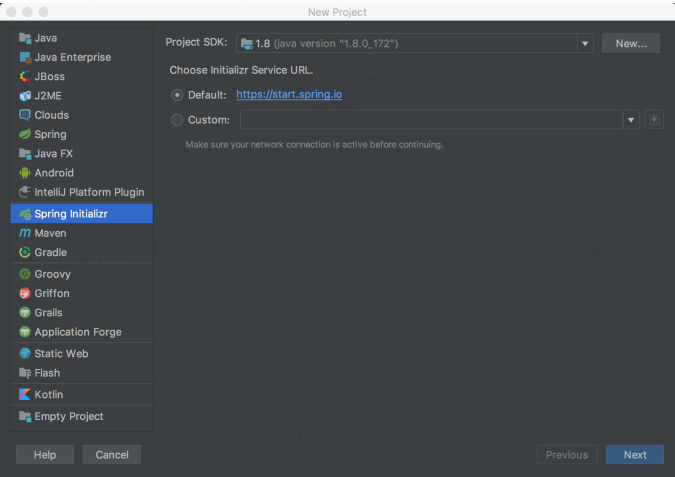 New Project
Java
Java Enterprise
JBoss
J2ME
Clouds
Spring
Java FX
Android
IntelliJ Platform Plugin
Spring Initializr
Maven
Gradle
Groovy
Griffon
Grails
Application Forge
Static Web
Flash
Kotlin
Empty Project
Project SDK: 1.8 (java version "1.8.0_172") New...
Choose Initializr Service URL.
Default: https://start.spring.io
Custom:
Make sure your network connection is active before continuing.
Help Cancel Previous Next